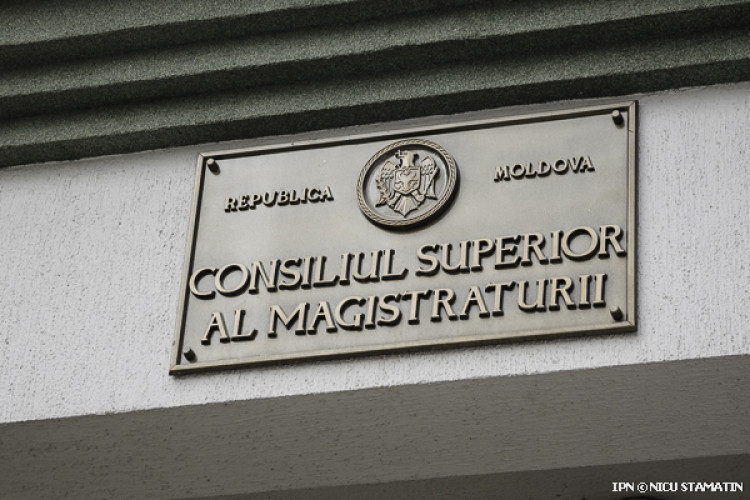 REPUBLICA MOLDOVA
CONSILIUL SUPERIOR
AL MAGISTRATURII
IPN © NICU STAMATIN